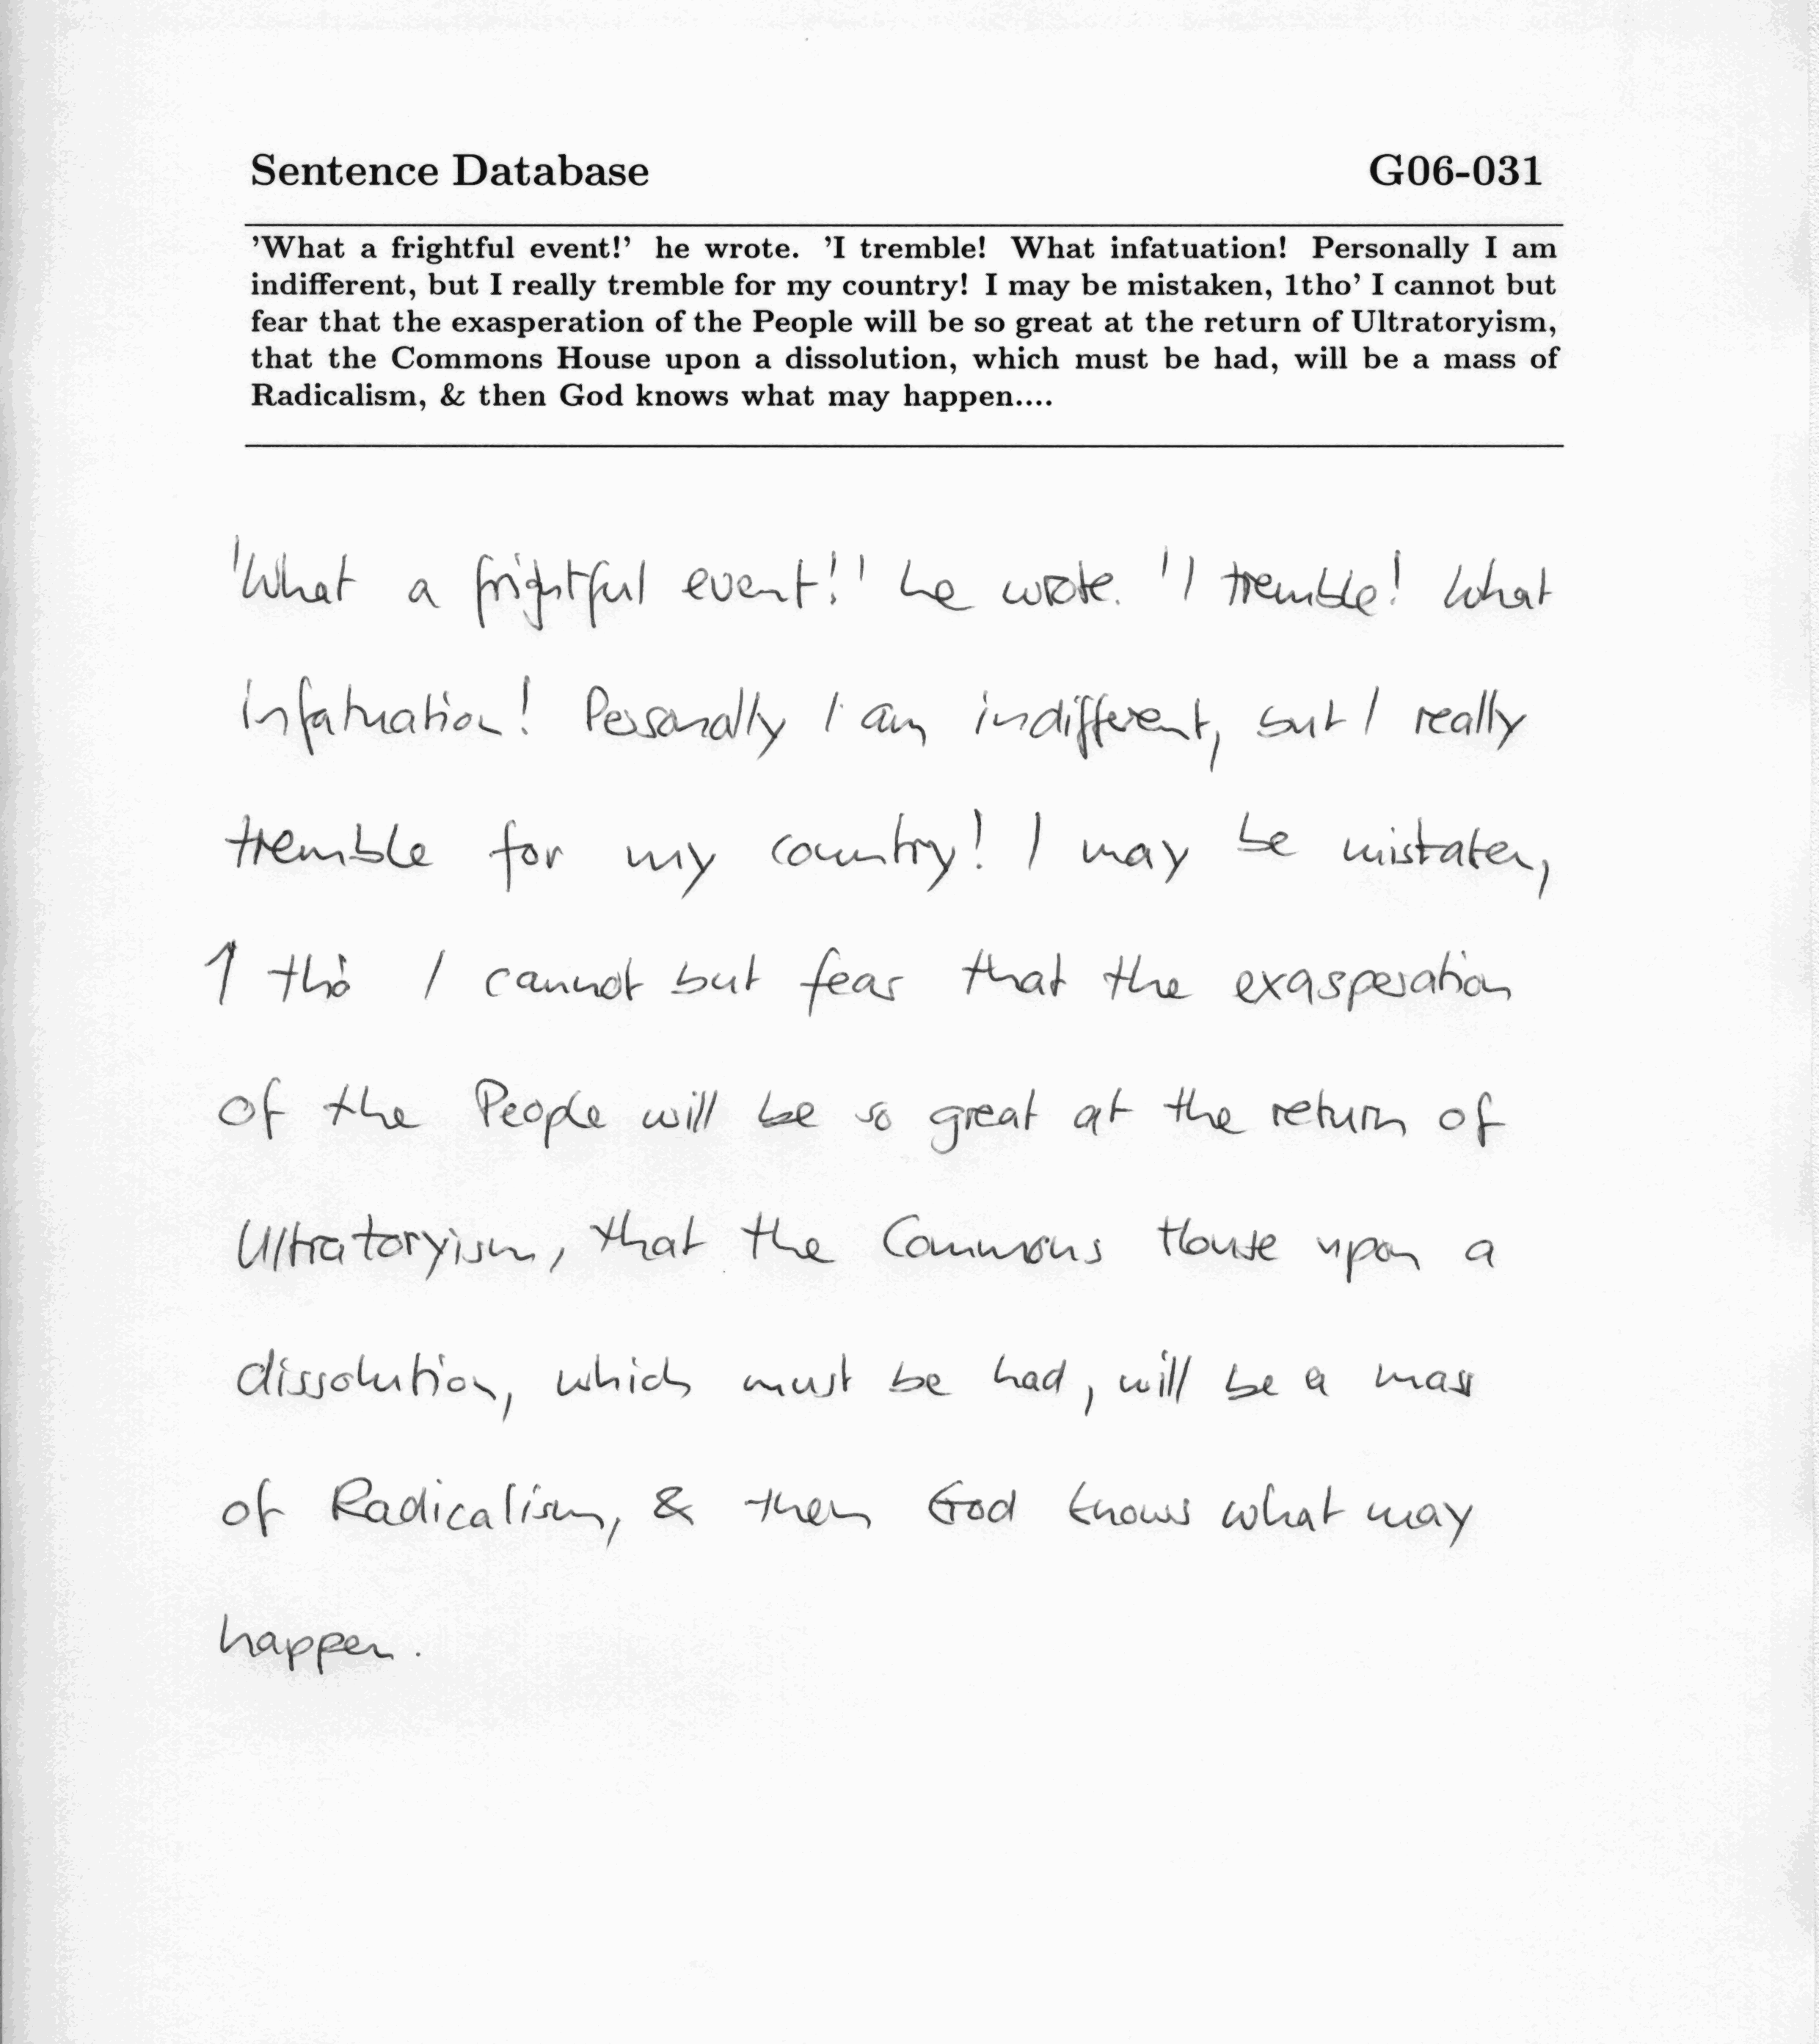 Sentence Database G06-031
'What a frightful event!' he wrote. 'I tremble! What infatuation! Personally I am
indifferent, but I really tremble for my country! I may be mistaken, 1tho' I cannot but
fear that the exasperation of the People will be so great at the return of Ultratoryism,
that the Commons House upon a dissolution, which must be had, will be a mass of
Radicalism, & then God knows what may happen....
'What a frightful event!' he wrote. 'I tremble! What
infatuation! Personally I am indifferent, but I really
tremble for my country! I may be mistaken,
1 tho' I cannot but fear that the exasperation
of the People will be so great at the return of
Ultratoryism, that the Commons House upon a
dissolution, which must be had, will be a mass
of Radicalism, & then God knows what may
happen.